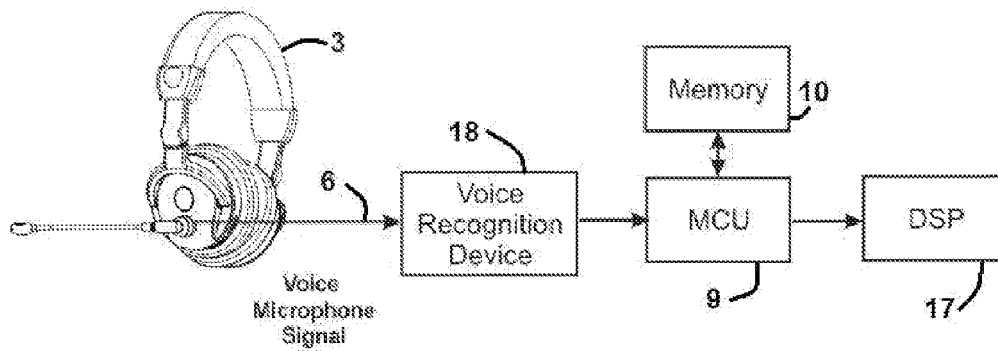 3
Memory
10
18
6
Voice
Recognition
Device
MCU
DSP
Voice
Microphone
Signal
9
17